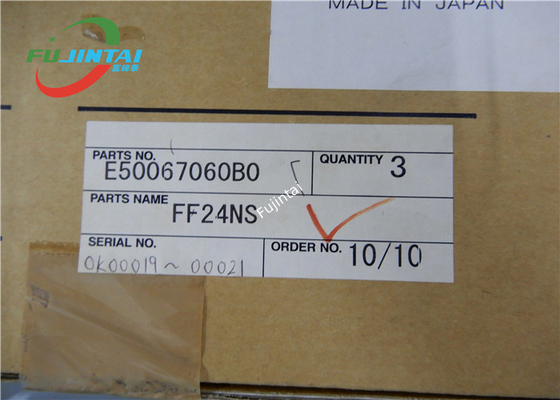 MADE IN JAPAN
FUJINTAI
PARTS NO. E50067060B0 QUANTITY 3
PARTS NAME FF24NS
Fujintai
SERIAL NO. 0K00019~00021 ORDER NO. 10/10